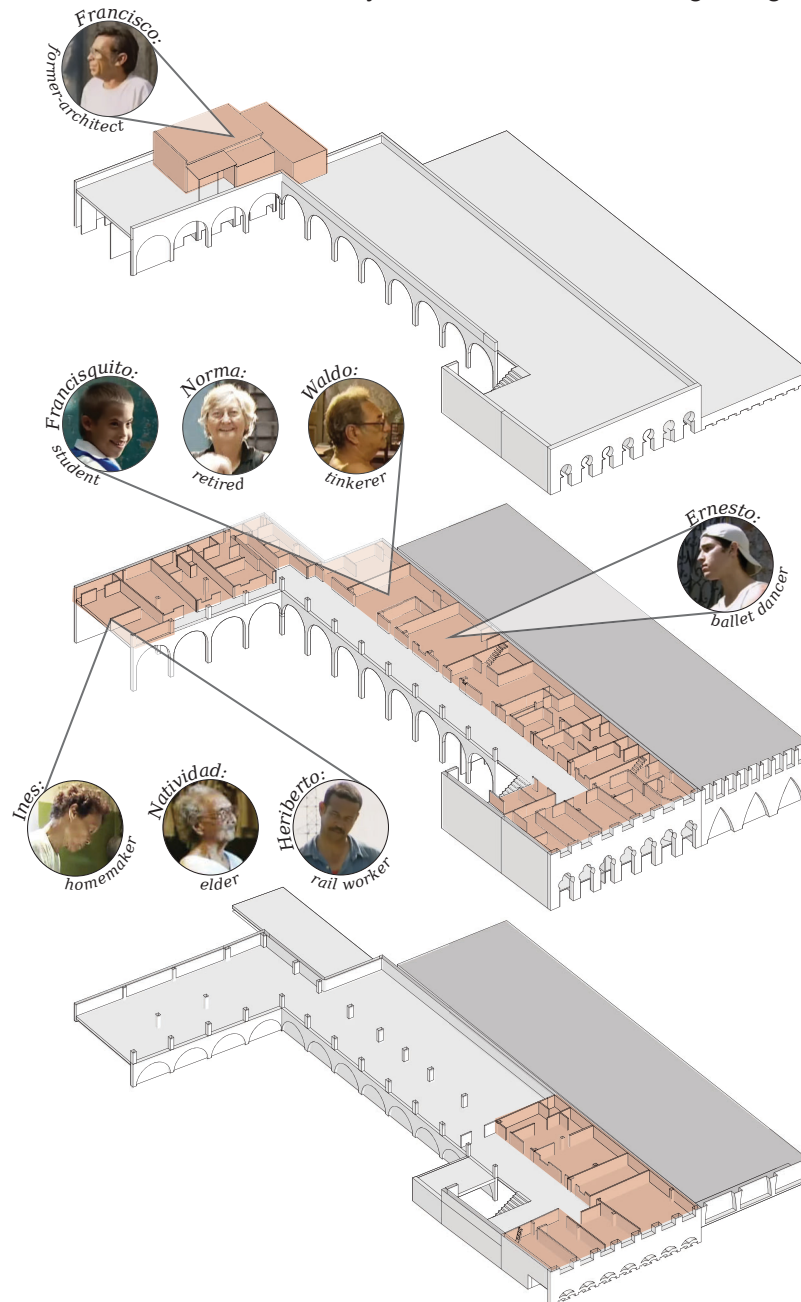 Francisco:
former-architect
Francisquito:
student
Norma:
retired
Waldo:
tinkerer
Ernesto:
ballet dancer
Ines:
homemaker
Natividad:
elder
Heriberto:
rail worker